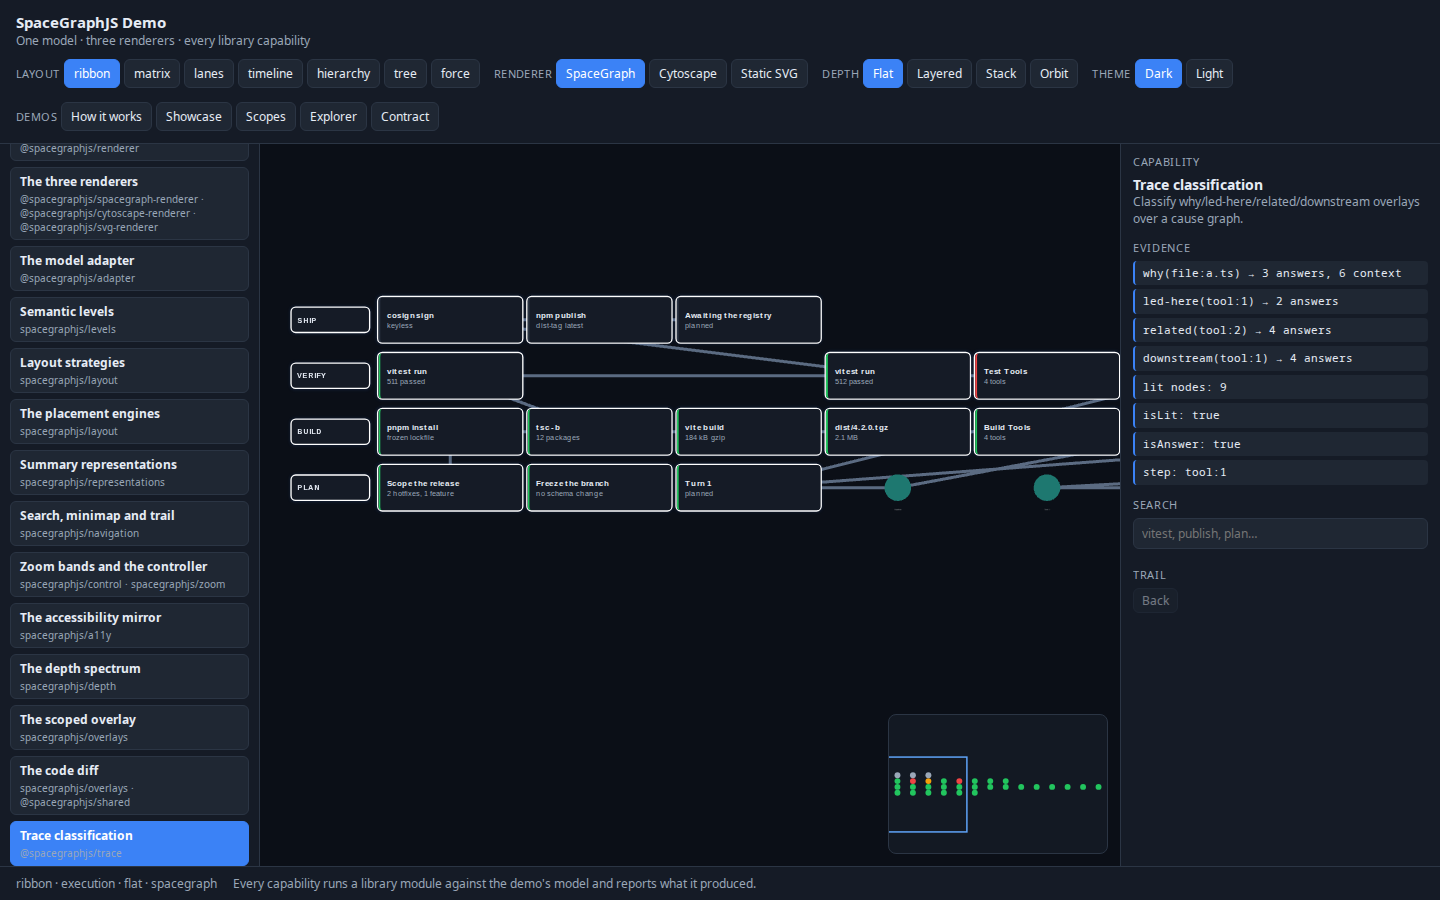 SpaceGraphJS Demo
One model · three renderers · every library capability
LAYOUT ribbon matrix lanes timeline hierarchy tree force RENDERER SpaceGraph Cytoscape Static SVG DEPTH Flat Layered Stack Orbit THEME Dark Light
DEMOS How it works Showcase Scopes Explorer Contract
@spacegraphjs/renderer
The three renderers
@spacegraphjs/spacegraph-renderer ·
@spacegraphjs/cytoscape-renderer ·
@spacegraphjs/svg-renderer
The model adapter
@spacegraphjs/adapter
Semantic levels
spacegraphjs/levels
Layout strategies
spacegraphjs/layout
The placement engines
spacegraphjs/layout
Summary representations
spacegraphjs/representations
Search, minimap and trail
spacegraphjs/navigation
Zoom bands and the controller
spacegraphjs/control · spacegraphjs/zoom
The accessibility mirror
spacegraphjs/a11y
The depth spectrum
spacegraphjs/depth
The scoped overlay
spacegraphjs/overlays
The code diff
spacegraphjs/overlays ·
@spacegraphjs/shared
Trace classification
@spacegraphjs/trace
SHIP
cosign sign
keyless
npm publish
dist-tag latest
Awaiting the registry
planned
VERIFY
vitest run
511 passed
vitest run
512 passed
Test Tools
4 tools
BUILD
pnpm install
frozen lockfile
tsc -b
12 packages
vite build
184 kB gzip
dist/4.2.0.tgz
2.1 MB
Build Tools
4 tools
PLAN
Scope the release
2 hotfixes, 1 feature
Freeze the branch
no schema change
Turn 1
planned
CAPABILITY
Trace classification
Classify why/led-here/related/downstream overlays
over a cause graph.
EVIDENCE
why(file:a.ts) → 3 answers, 6 context
led-here(tool:1) → 2 answers
related(tool:2) → 4 answers
downstream(tool:1) → 4 answers
lit nodes: 9
isLit: true
isAnswer: true
step: tool:1
SEARCH
vitest, publish, plan…
TRAIL
Back
ribbon · execution · flat · spacegraph Every capability runs a library module against the demo's model and reports what it produced.